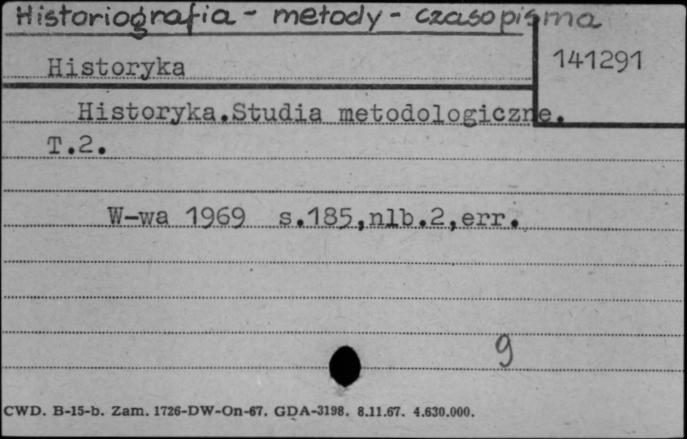 Historiografia - metody - czasopisma
141291
Historyka
Historyka.Studia metodologiczne.
T.2.
W-wa 1969 s.185,nlb.2,err.
9
CWD. B-15-b. Zam. 1726-DW-On-67. GDA-3198. 8.11.67. 4.630.000.